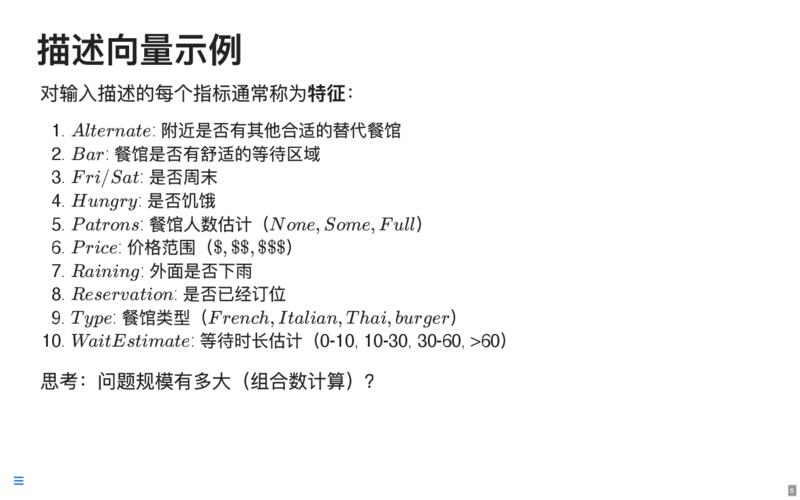 描述向量示例
对输入描述的每个指标通常称为特征：
1. Alternate: 附近是否有其他合适的替代餐馆
2. Bar: 餐馆是否有舒适的等待区域
3. Fri/Sat: 是否周末
4. Hungry: 是否饥饿
5. Patrons: 餐馆人数估计（None, Some, Full）
6. Price: 价格范围（$, $$, $$$）
7. Raining: 外面是否下雨
8. Reservation: 是否已经订位
9. Type: 餐馆类型（French, Italian, Thai, burger）
10. WaitEstimate: 等待时长估计（0-10, 10-30, 30-60, >60）
思考：问题规模有多大（组合数计算）?